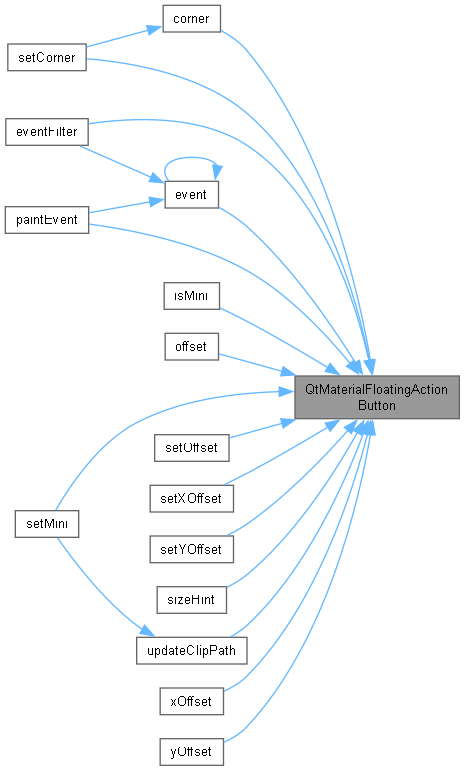 corner
setCorner
eventFilter
event
paintEvent
isMini
offset
QtMaterialFloatingAction
Button
setOffset
setXOffset
setMini
setYOffset
sizeHint
updateClipPath
xOffset
yOffset